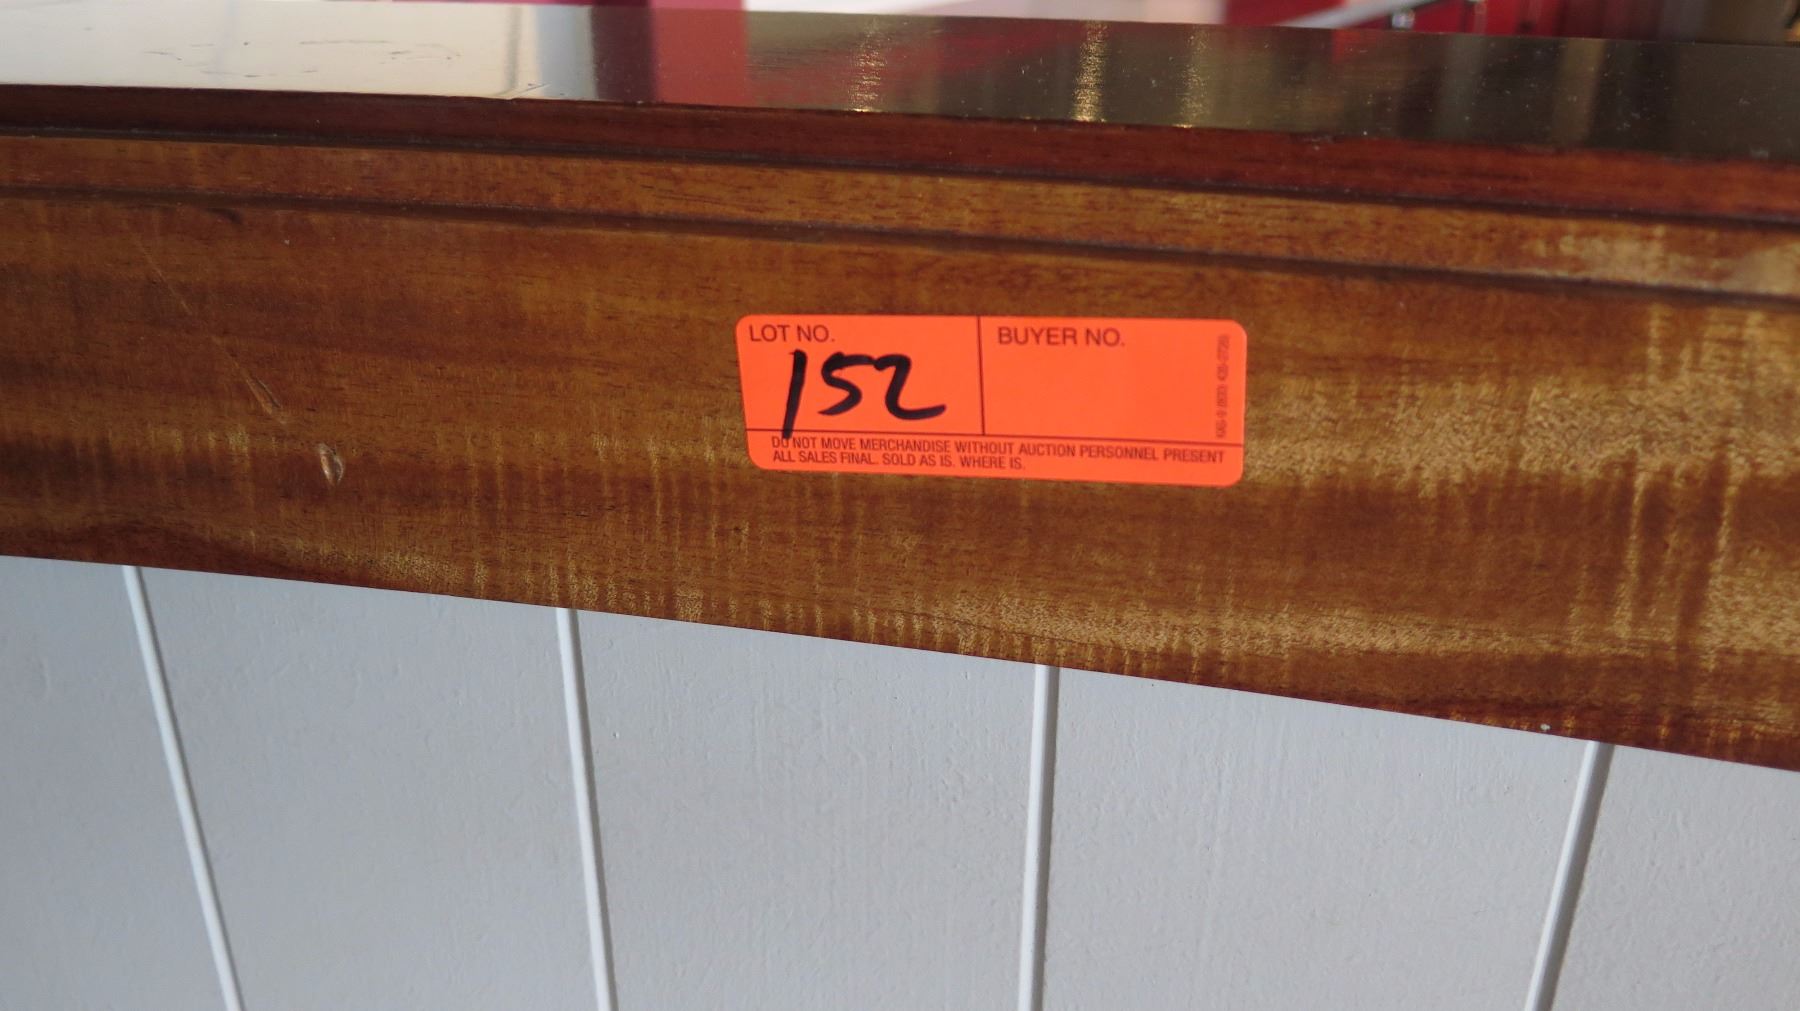 LOT NO.
152
BUYER NO.
DO NOT MOVE MERCHANDISE WITHOUT AUCTION PERSONNEL PRESENT
ALL SALES FINAL. SOLD AS IS. WHERE IS.